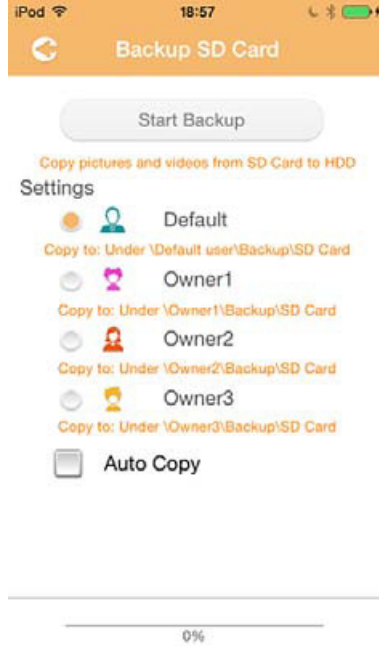 iPod 18:57
Backup SD Card
Start Backup
Copy pictures and videos from SD Card to HDD
Settings
Default
Copy to: Under \Default user\Backup\SD Card
Owner1
Copy to: Under \Owner1\Backup\SD Card
Owner2
Copy to: Under \Owner2\Backup\SD Card
Owner3
Copy to: Under \Owner3\Backup\SD Card
Auto Copy
0%